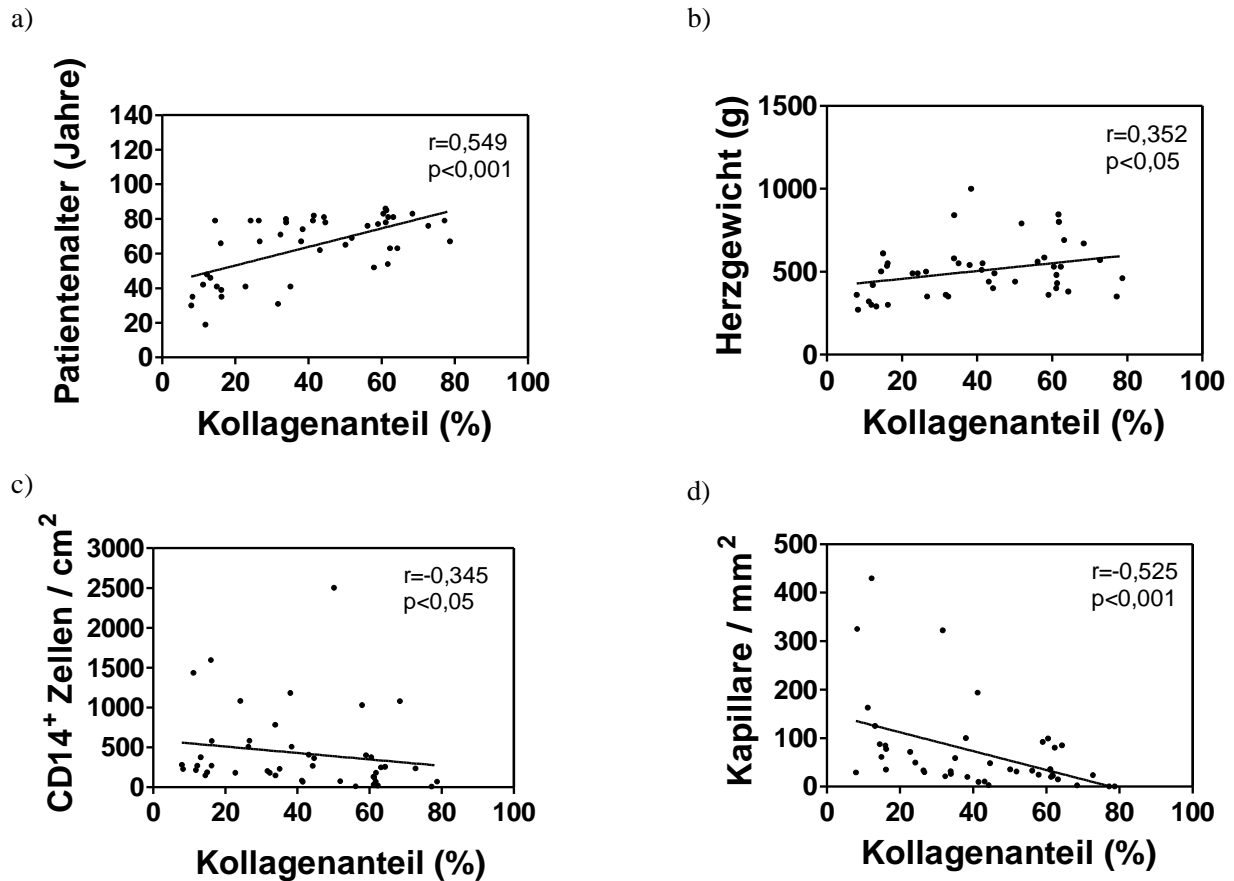 a)
Patientenalter (Jahre)
140
120
100
80
60
40
20
0
r=0,549
p<0,001
0 20 40 60 80 100
Kollagenanteil (%)
b)
Herzgewicht (g)
1500
1000
500
0
r=0,352
p<0,05
0 20 40 60 80 100
Kollagenanteil (%)
c)
CD14⁺ Zellen / cm²
3000
2500
2000
1500
1000
500
0
r=-0,345
p<0,05
0 20 40 60 80 100
Kollagenanteil (%)
d)
Kapillare / mm²
500
400
300
200
100
0
r=-0,525
p<0,001
0 20 40 60 80 100
Kollagenanteil (%)